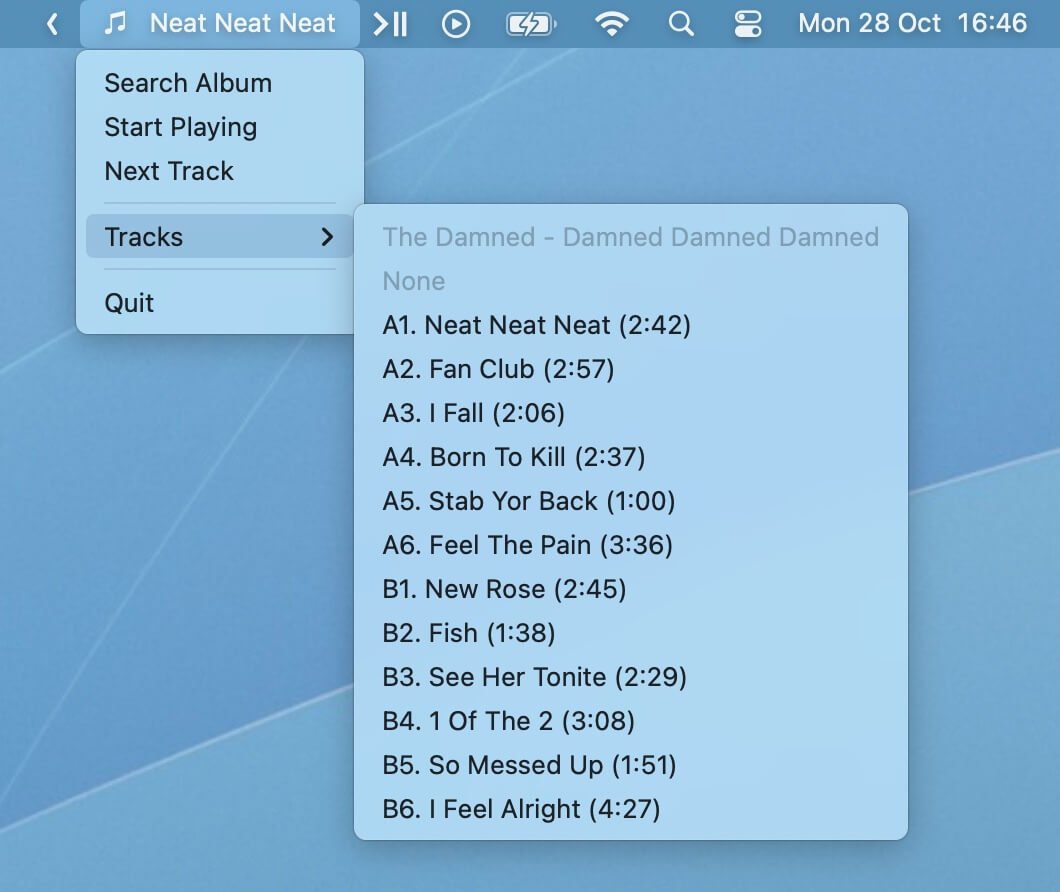 Neat Neat Neat Mon 28 Oct 16:46
Search Album
Start Playing
Next Track
Tracks
Quit
The Damned - Damned Damned Damned
None
A1. Neat Neat Neat (2:42)
A2. Fan Club (2:57)
A3. I Fall (2:06)
A4. Born To Kill (2:37)
A5. Stab Yor Back (1:00)
A6. Feel The Pain (3:36)
B1. New Rose (2:45)
B2. Fish (1:38)
B3. See Her Tonite (2:29)
B4. 1 Of The 2 (3:08)
B5. So Messed Up (1:51)
B6. I Feel Alright (4:27)